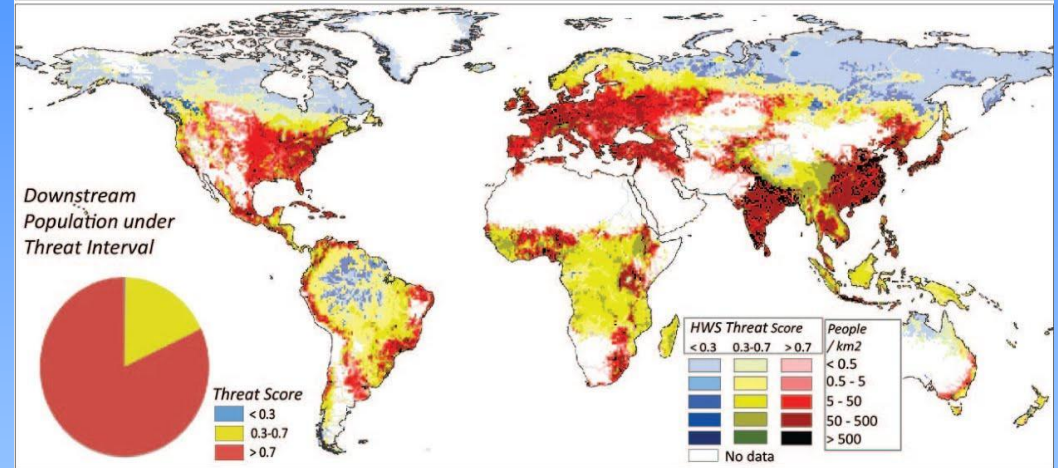 Downstream
Population under
Threat Interval
Threat Score
< 0.3
0.3-0.7
> 0.7
HWS Threat Score
< 0.3 0.3-0.7 > 0.7
People
/ km2
< 0.5
0.5 - 5
5 - 50
50 - 500
> 500
No data